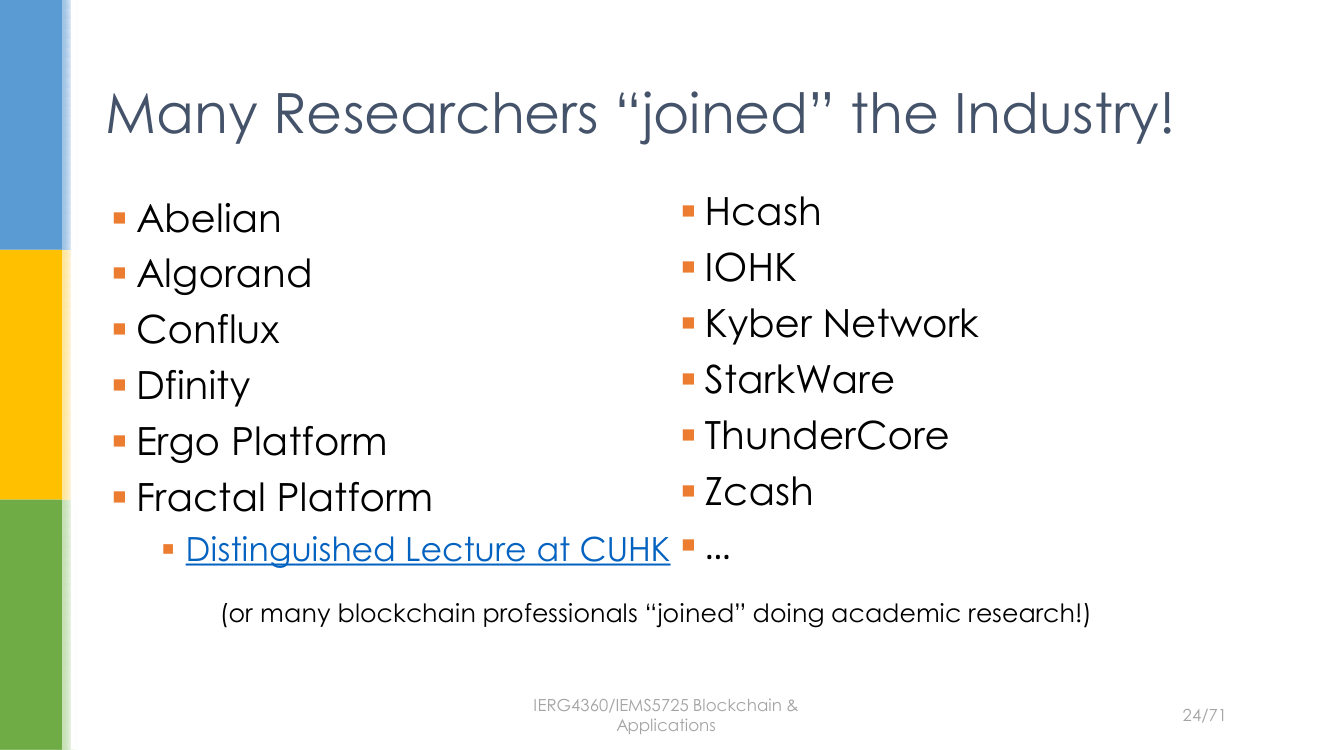 Many Researchers “joined” the Industry!
▪ Abelian
▪ Algorand
▪ Conflux
▪ Dfinity
▪ Ergo Platform
▪ Fractal Platform
▪ Distinguished Lecture at CUHK
▪ Hcash
▪ IOHK
▪ Kyber Network
▪ StarkWare
▪ ThunderCore
▪ Zcash
▪ ...
(or many blockchain professionals “joined” doing academic research!)
IERG4360/IEMS5725 Blockchain &
Applications
24/71